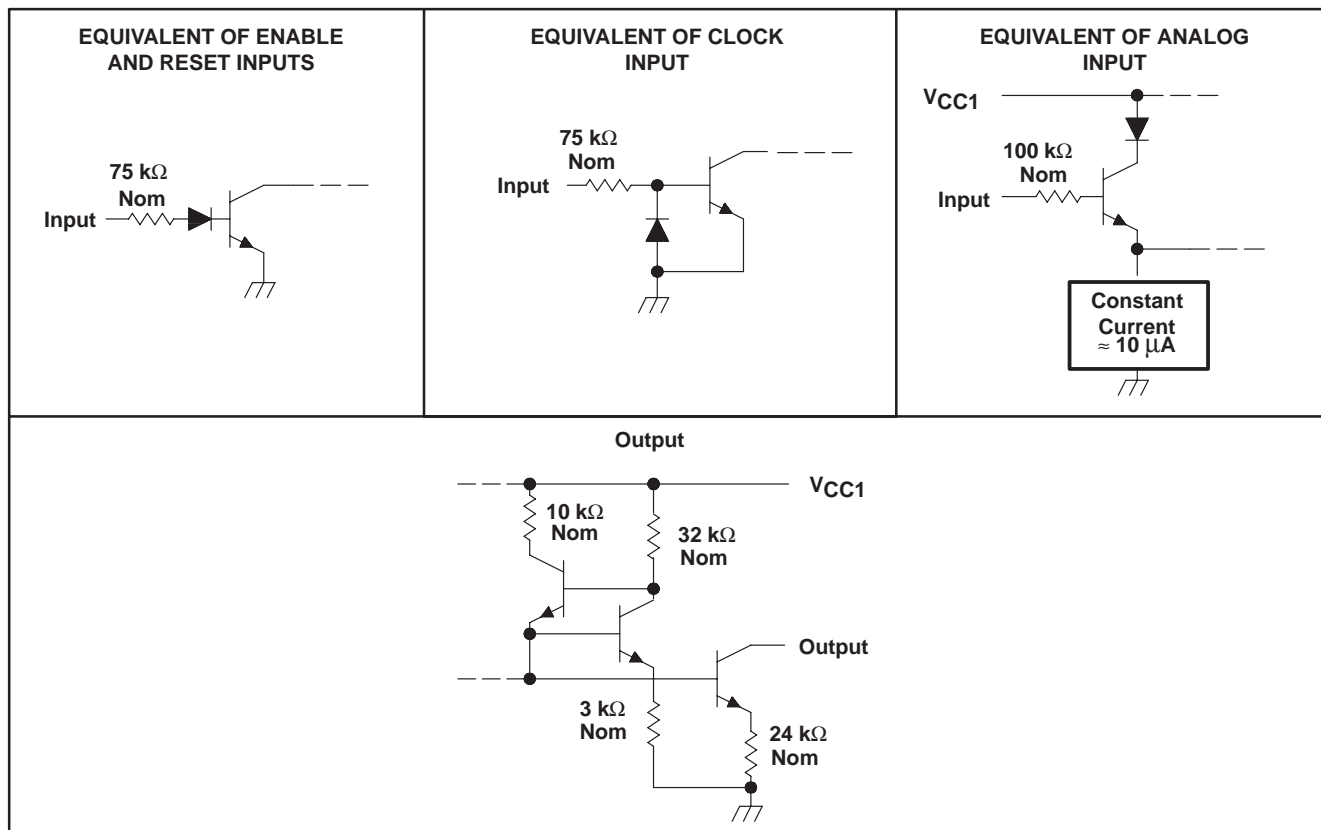 EQUIVALENT OF ENABLE
AND RESET INPUTS
75 kΩ
Nom
Input
EQUIVALENT OF CLOCK
INPUT
75 kΩ
Nom
Input
EQUIVALENT OF ANALOG
INPUT
VCC1
100 kΩ
Nom
Input
Constant
Current
≈ 10 μA
Output
VCC1
10 kΩ
Nom
32 kΩ
Nom
Output
3 kΩ
Nom
24 kΩ
Nom